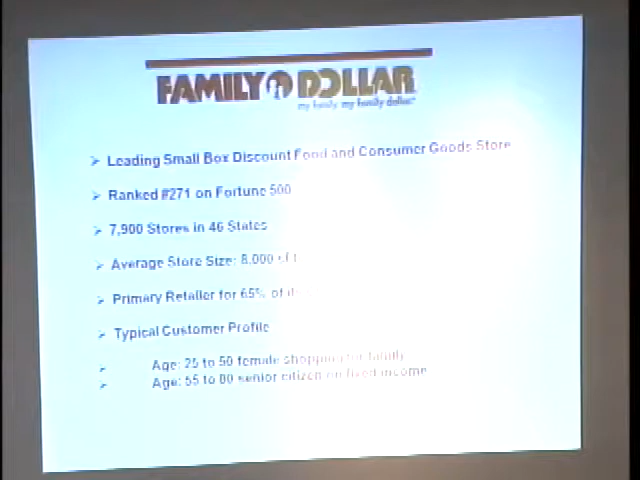 FAMILY DOLLAR
my family, my family dollar.
➢ Leading Small Box Discount Food and Consumer Goods Store
➢ Ranked #271 on Fortune 500
➢ 7,900 Stores in 46 States
➢ Average Store Size: 8,000
➢ Primary Retailer for 65% of
➢ Typical Customer Profile
➢ Age: 25 to 50 female shopping for family
➢ Age: 55 to 80 senior citizen on fixed income